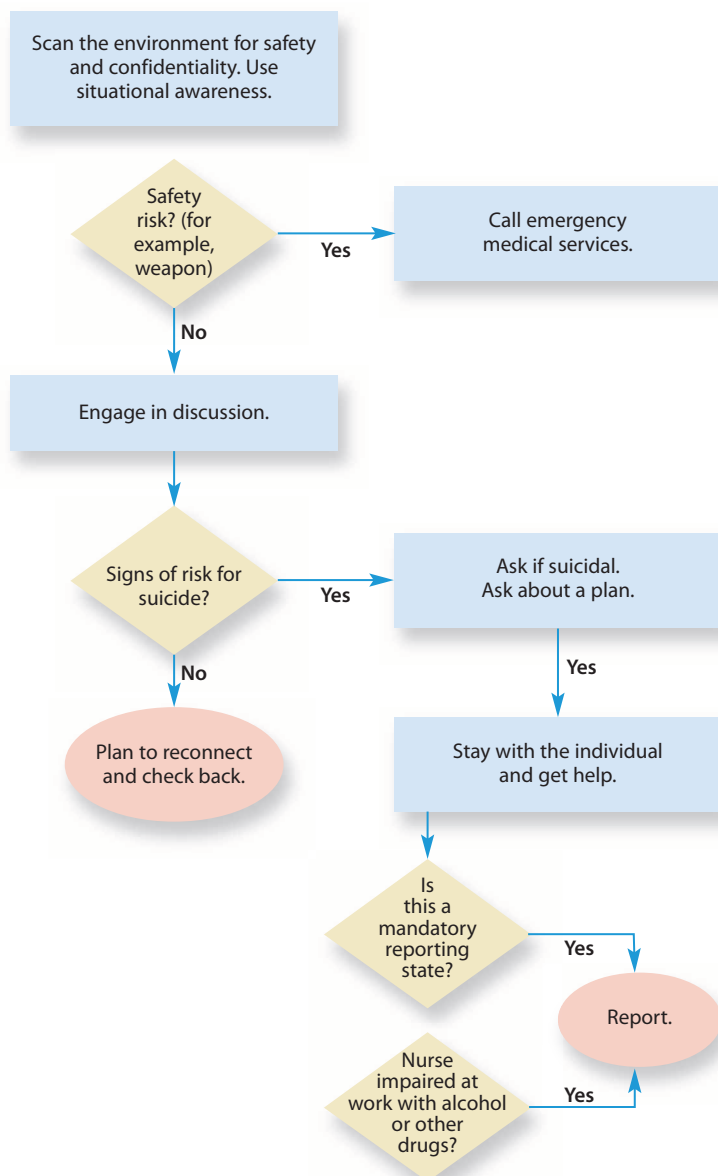 Scan the environment for safety
and confidentiality. Use
situational awareness.
Safety
risk? (for
example,
weapon)
Yes
Call emergency
medical services.
No
Engage in discussion.
Signs of risk for
suicide?
Yes
Ask if suicidal.
Ask about a plan.
No
Yes
Plan to reconnect
and check back.
Stay with the individual
and get help.
Is
this a
mandatory
reporting
state?
Yes
Report.
Nurse
impaired at
work with alcohol
or other
drugs?
Yes